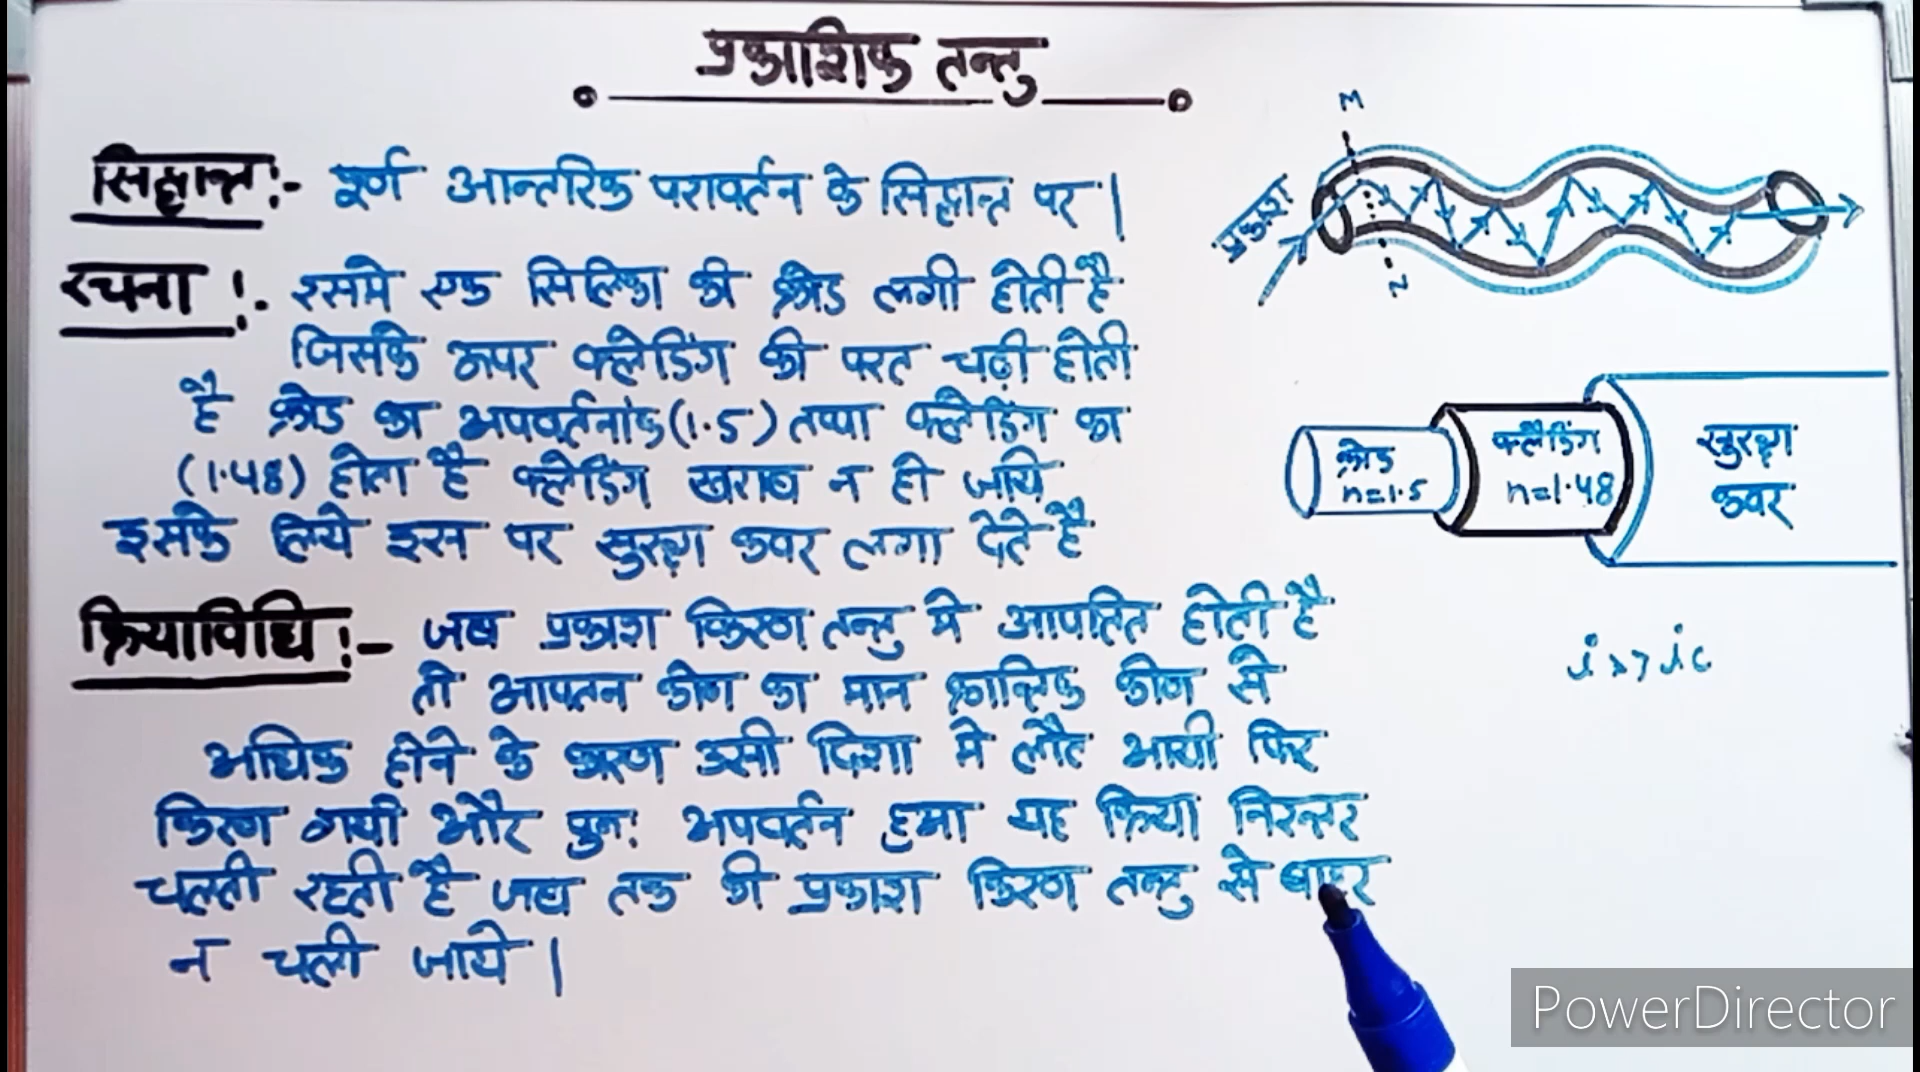 प्रकाशिक तन्तु
सिद्धान्त:- पूर्ण आन्तरिक परावर्तन के सिद्धान्त पर।
रचना :- इसमे एक सिलिका की क्रोड लगी होती है
जिसके ऊपर क्लेडिंग की परत चढ़ी होती
है क्रोड का अपवर्तनांक (1.5) तथा क्लैडिंग का
(1.48) होता है क्लेडिंग खराब न हो जाये
इसके लिये इस पर सुरक्षा कवर लगा देते है
क्रियाविधि :- जब प्रकाश किरण तन्तु मे आपतित होती है
तो आपतन कोण का मान क्रान्तिक कोण से
अधिक होने के कारण उसी दिशा मे लौट आयी फिर
किरण गयी और पुन: अपवर्तन हुआ यह क्रिया निरन्तर
चलती रहती है जब तक की प्रकाश किरण तन्तु से बाहर
न चली जाये।
M
प्रकाश
N
क्रोड
n=1.5
क्लैडिंग
n=1.48
सुरक्षा
कवर
i >> ic
PowerDirector